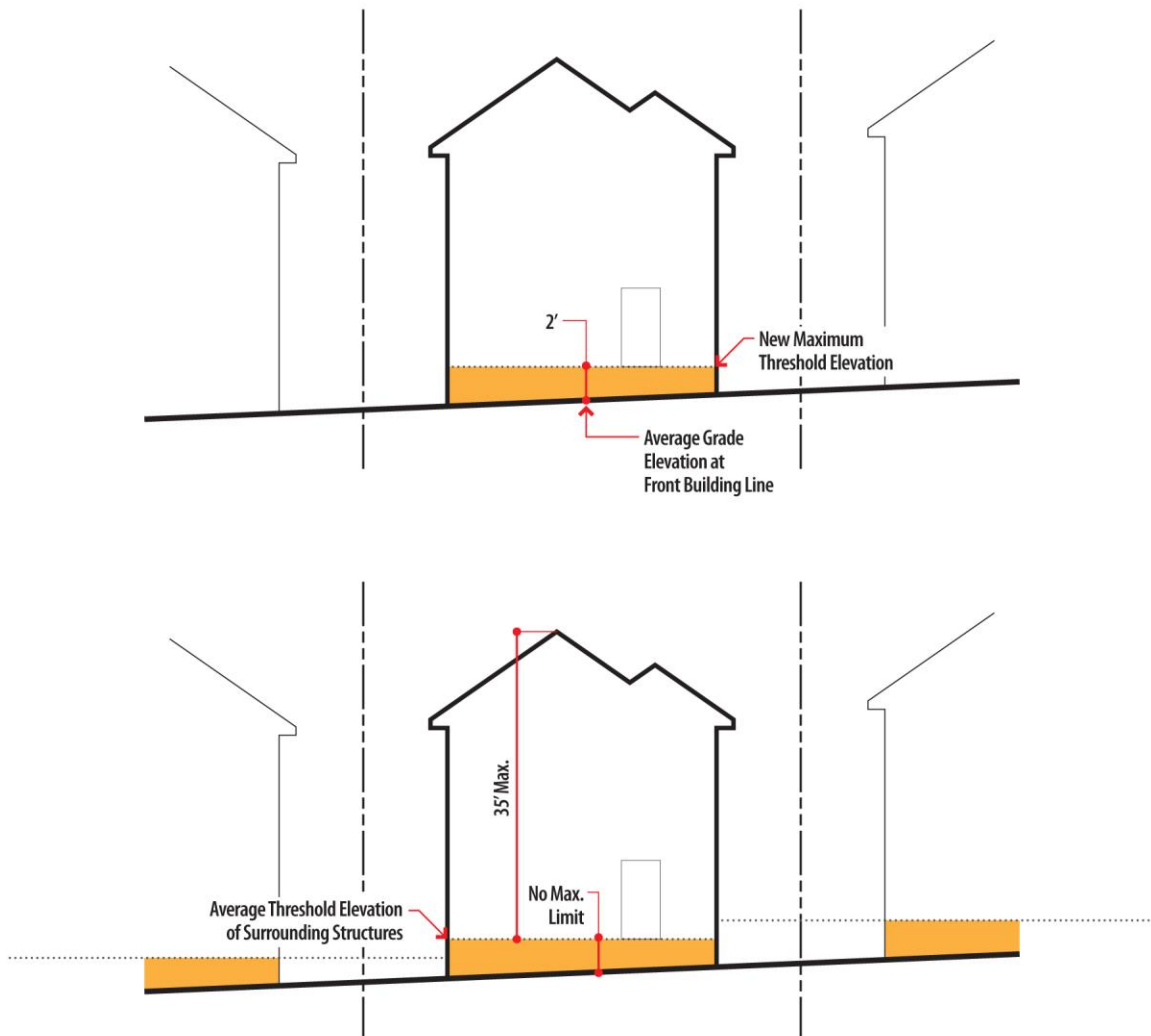 2'
New Maximum
Threshold Elevation
Average Grade
Elevation at
Front Building Line
35' Max.
No Max.
Limit
Average Threshold Elevation
of Surrounding Structures